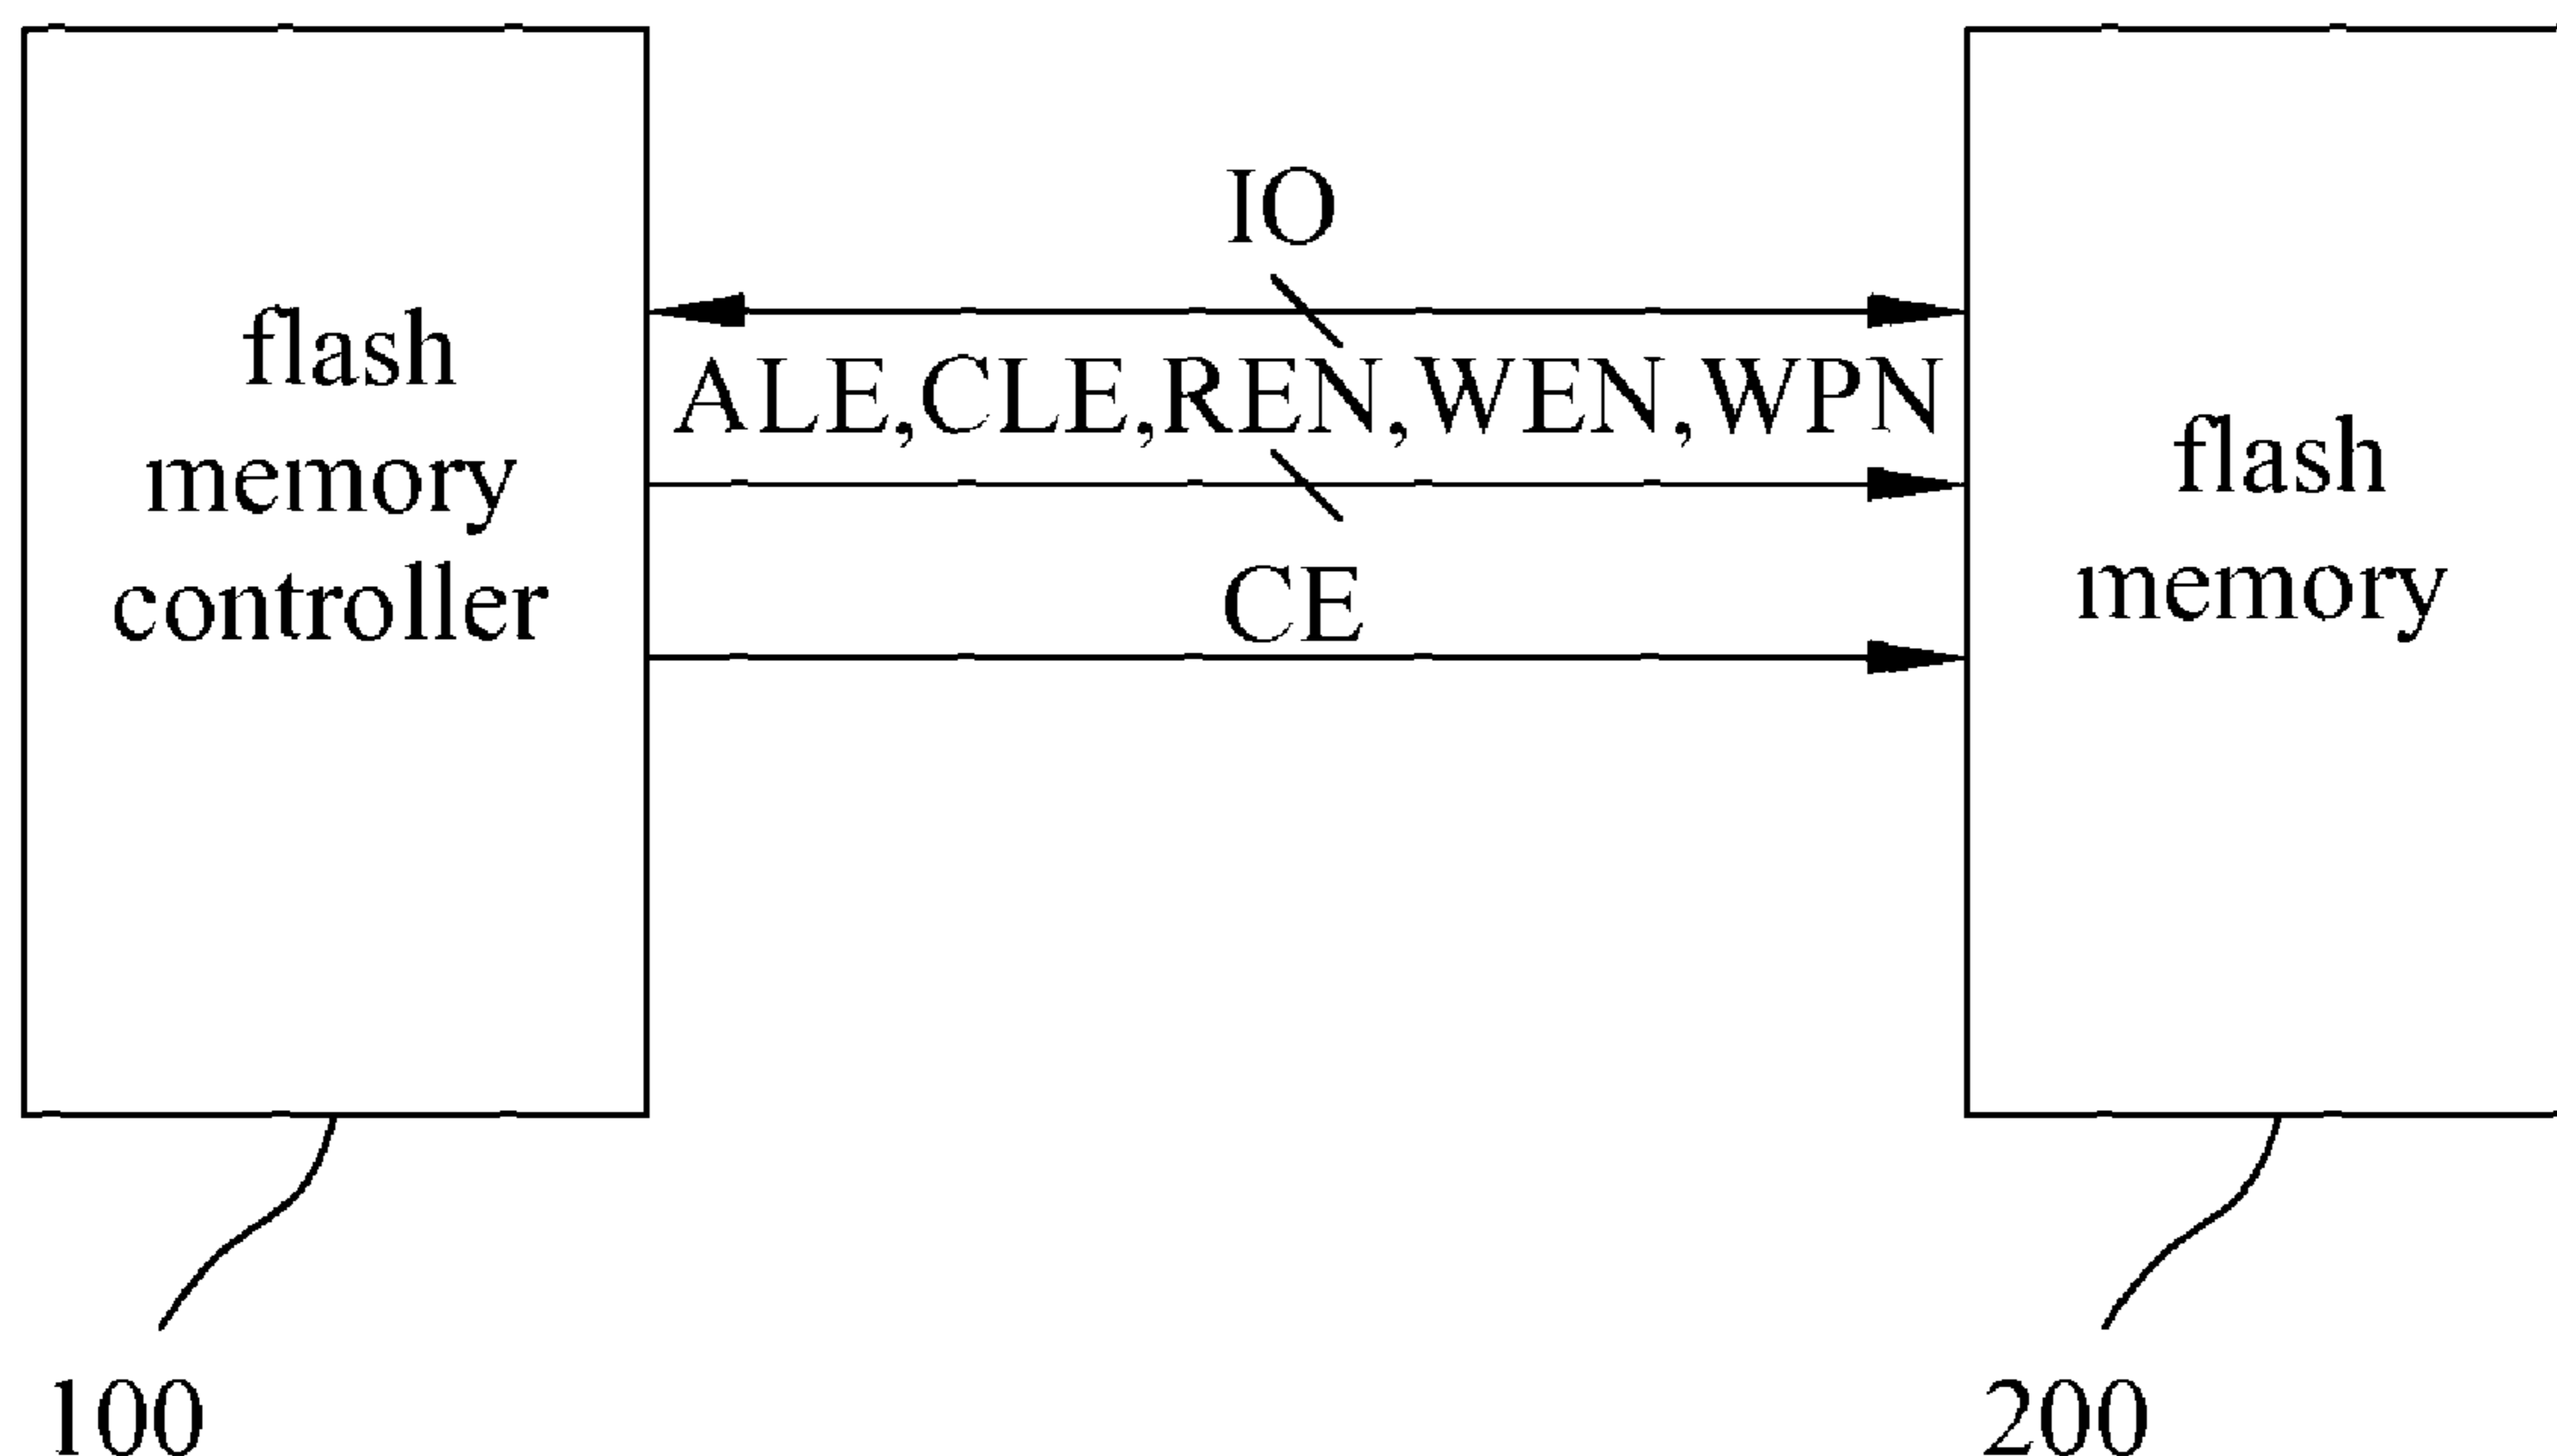 flash
memory
controller
IO
ALE,CLE,REN,WEN,WPN
CE
flash
memory
100
200